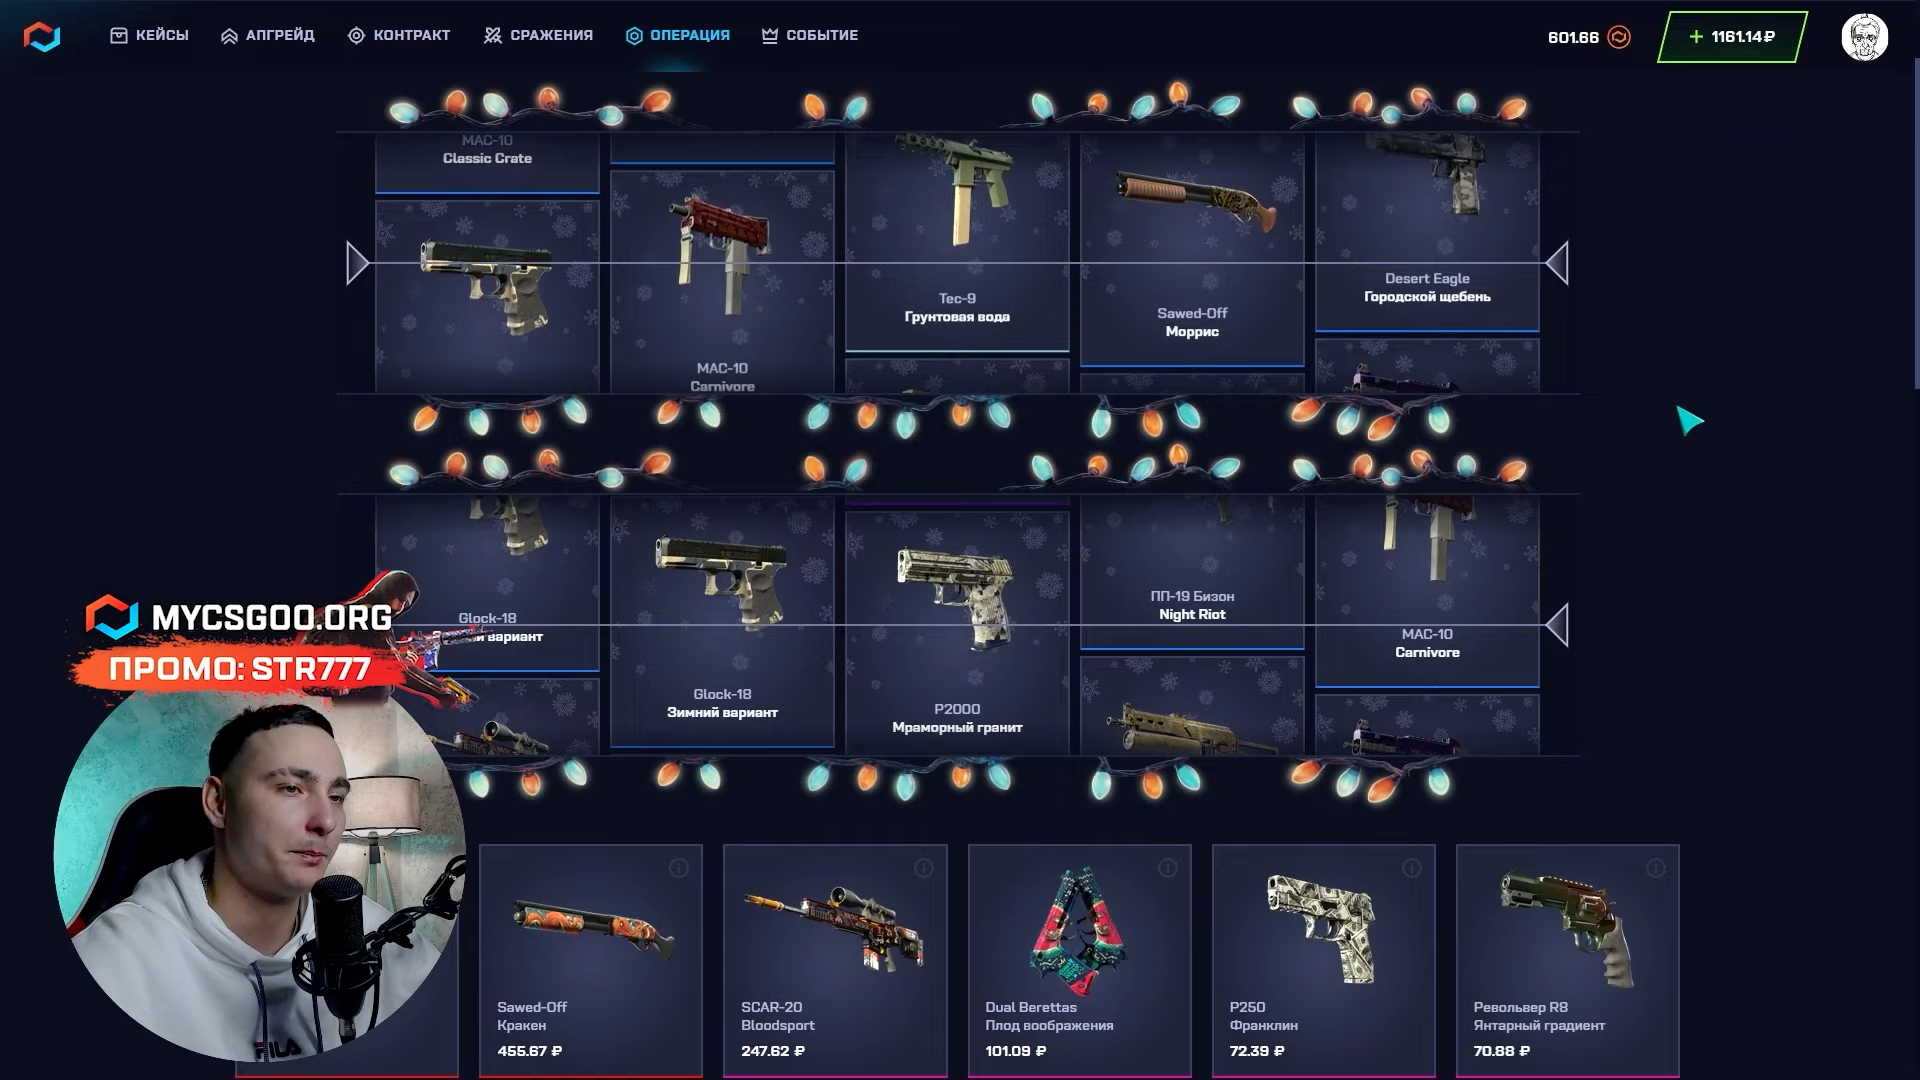 КЕЙСЫ
АПГРЕЙД
КОНТРАКТ
СРАЖЕНИЯ
ОПЕРАЦИЯ
СОБЫТИЕ
601.66
+ 1161.14 ₽
MAC-10
Classic Crate
MAC-10
Carnivore
Tec-9
Грунтовая вода
Sawed-Off
Моррис
Desert Eagle
Городской щебень
Glock-18
вариант
Glock-18
Зимний вариант
P2000
Мраморный гранит
ПП-19 Бизон
Night Riot
MAC-10
Carnivore
MYCSGOO.ORG
ПРОМО: STR777
FILA
Sawed-Off
Кракен
455.67 ₽
SCAR-20
Bloodsport
247.62 ₽
Dual Berettas
Плод воображения
101.09 ₽
P250
Франклин
72.39 ₽
Револьвер R8
Янтарный градиент
70.88 ₽